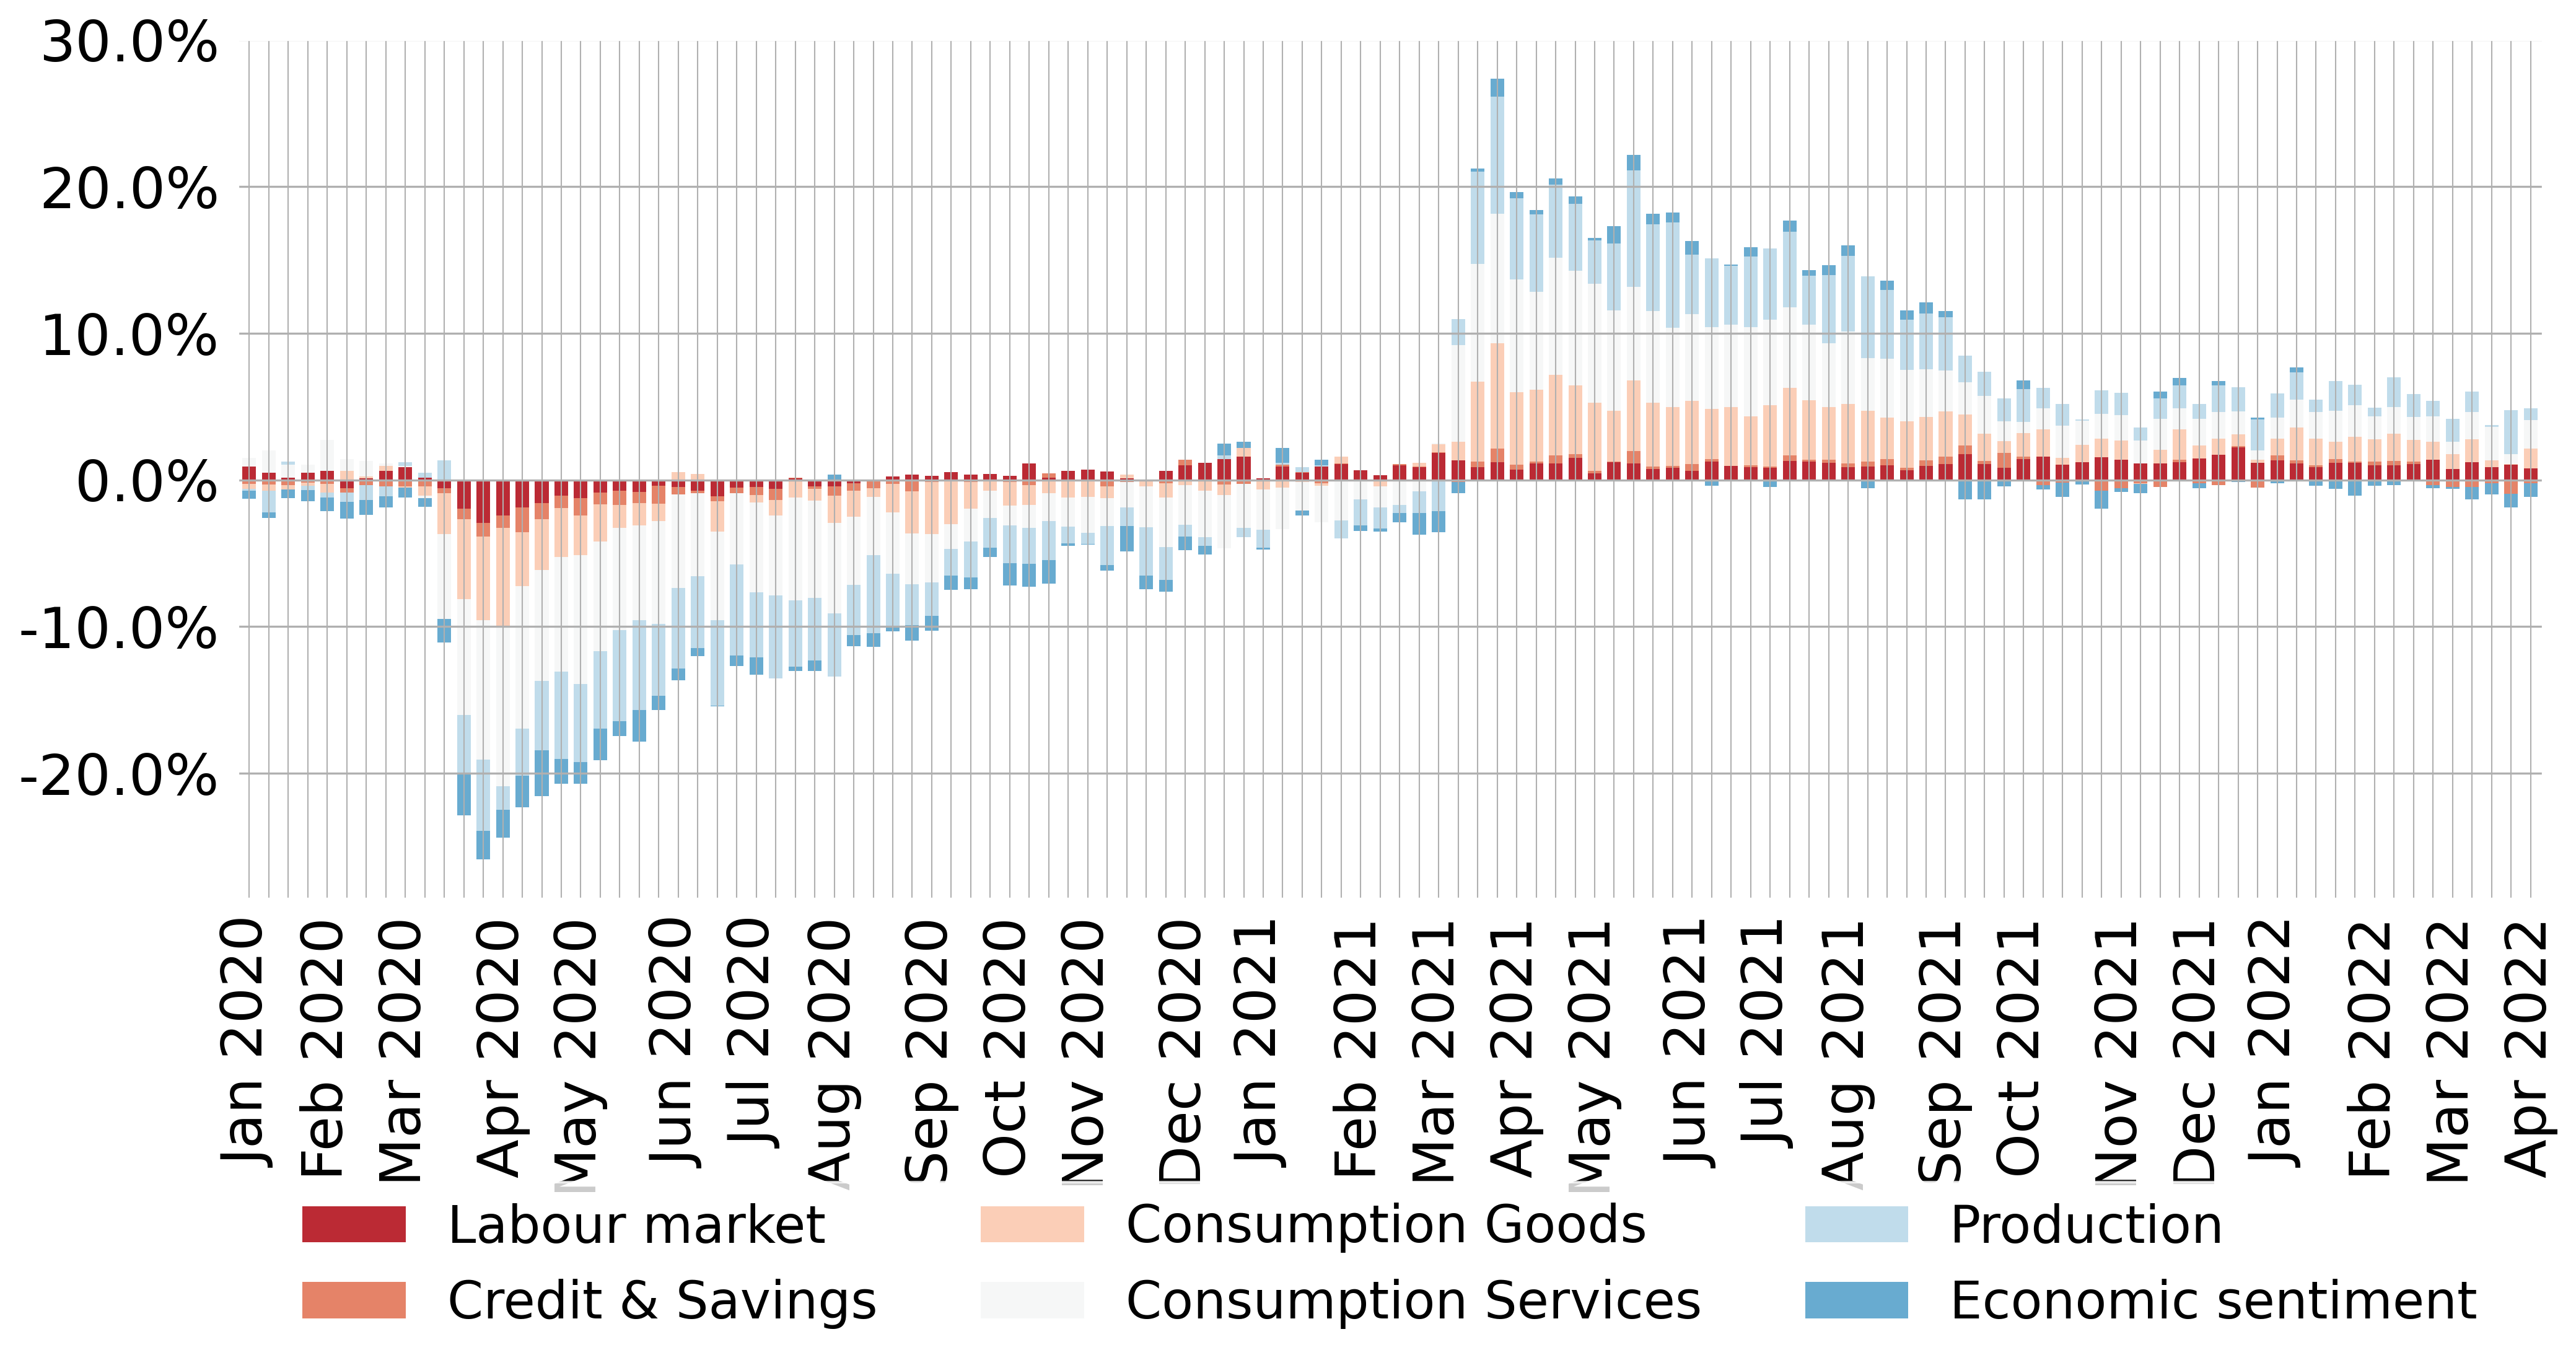 30.0%
20.0%
10.0%
0.0%
-10.0%
-20.0%
Jan 2020
Feb 2020
Mar 2020
Apr 2020
May 2020
Jun 2020
Jul 2020
Aug 2020
Sep 2020
Oct 2020
Nov 2020
Dec 2020
Jan 2021
Feb 2021
Mar 2021
Apr 2021
May 2021
Jun 2021
Jul 2021
Aug 2021
Sep 2021
Oct 2021
Nov 2021
Dec 2021
Jan 2022
Feb 2022
Mar 2022
Apr 2022
Labour market
Credit & Savings
Consumption Goods
Consumption Services
Production
Economic sentiment